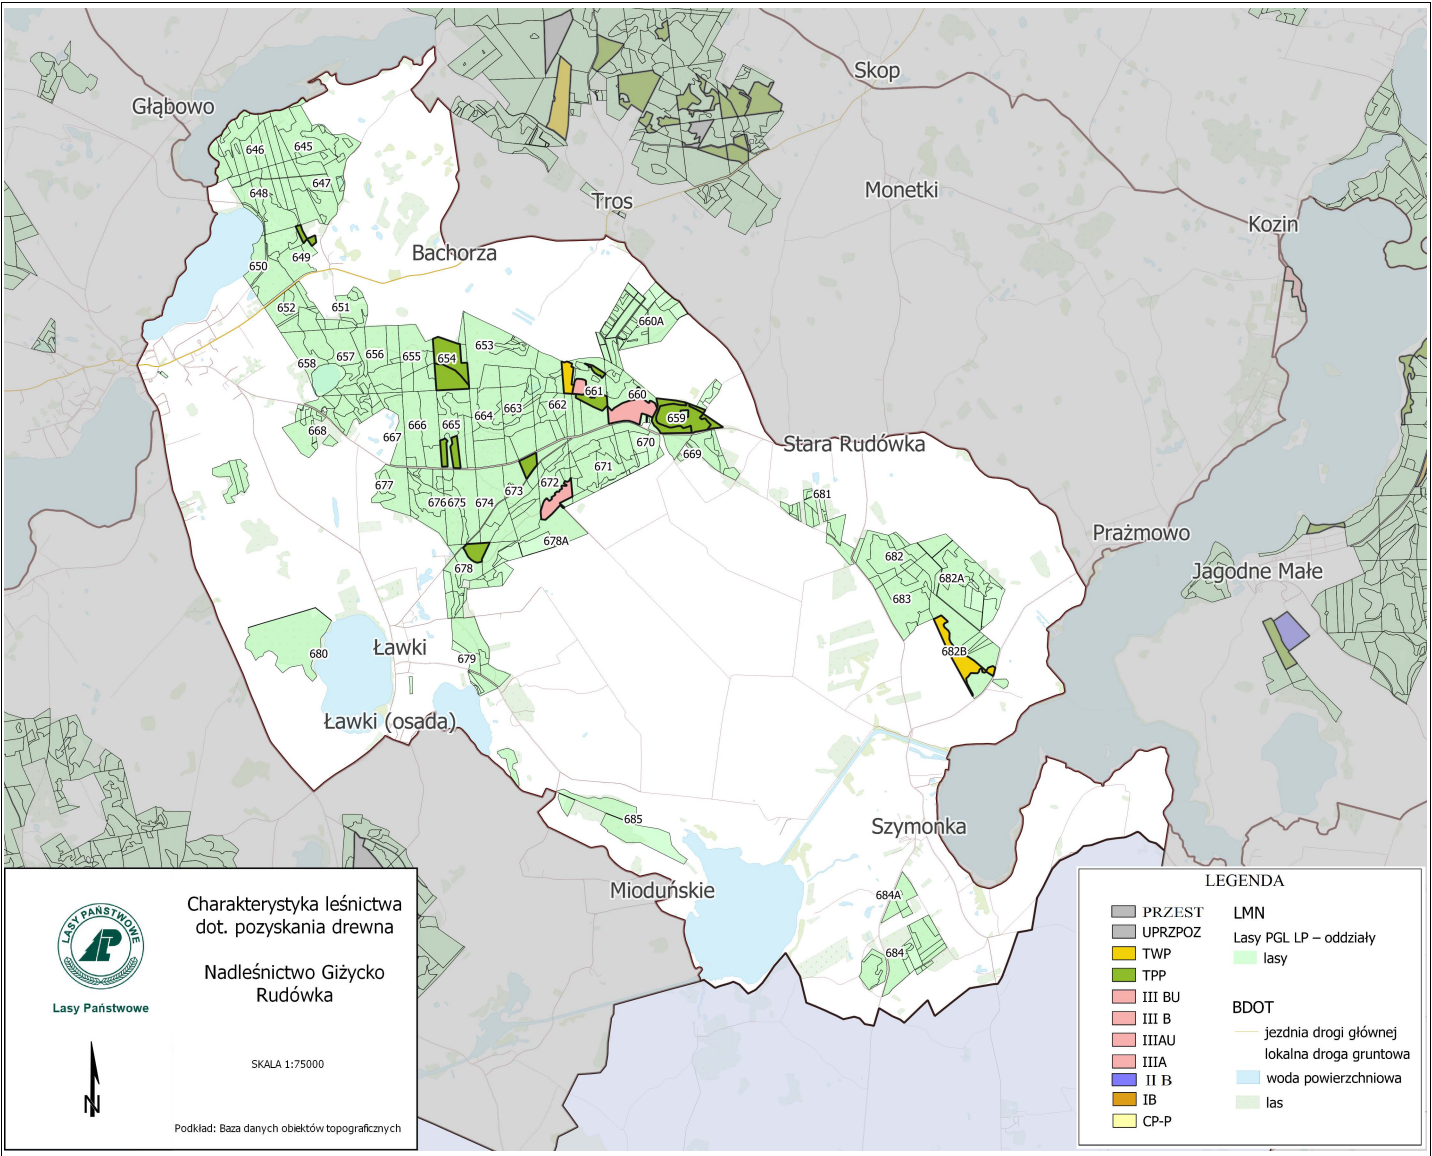 Skop
Głąbowo
646
645
647
648
Monetki
Tros
Kozin
649
Bachorza
650
652
651
660A
653
658
657
656
655
654
661
660
662
663
664
659
668
667
666
665
670
669
Stara Rudówka
671
672
677
673
676
675
674
681
678A
Prażmowo
682
Jagodne Małe
678
682A
683
680
Ławki
679
682B
Ławki (osada)
685
Szymonka
Mioduńskie
684A
684
LASY PAŃSTWOWE
LP
Lasy Państwowe
N
Charakterystyka leśnictwa
dot. pozyskania drewna
Nadleśnictwo Giżycko
Rudówka
SKALA 1:75000
Podkład: Baza danych obiektów topograficznych
LEGENDA
PRZEST
UPRZPOZ
TWP
TPP
III BU
III B
IIIAU
IIIA
II B
IB
CP-P
LMN
Lasy PGL LP – oddziały
lasy
BDOT
jezdnia drogi głównej
lokalna droga gruntowa
woda powierzchniowa
las